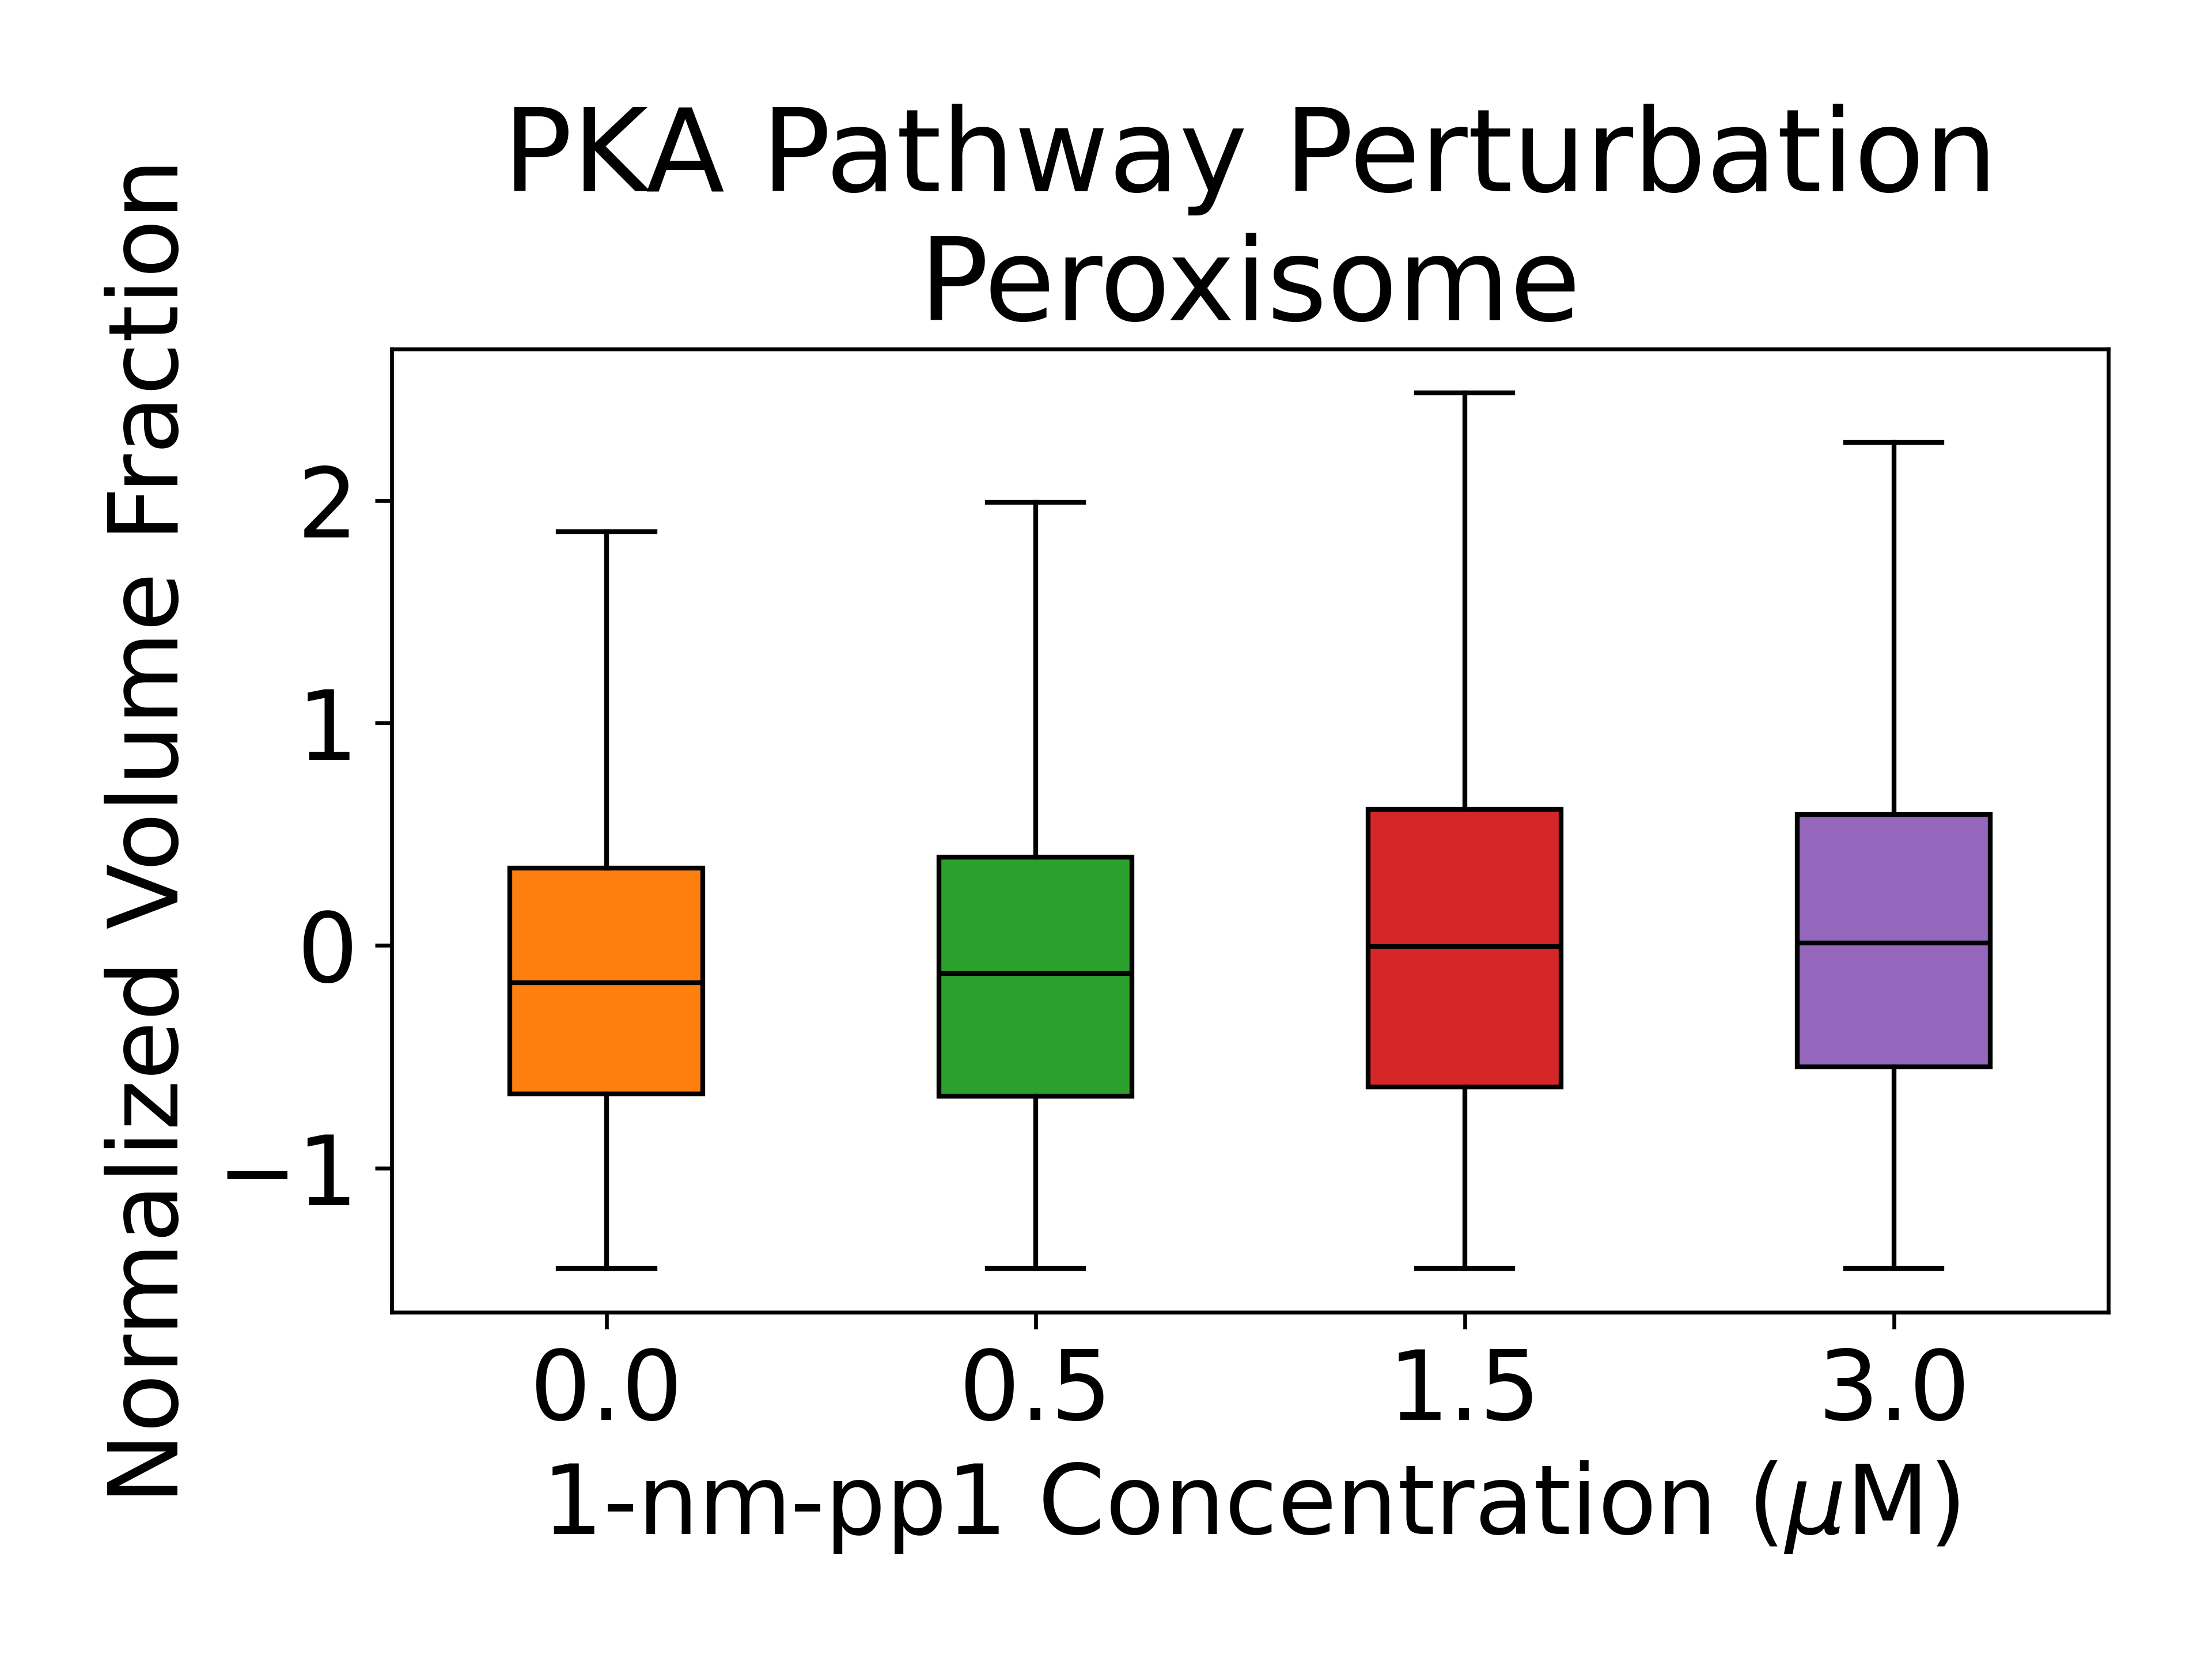 PKA Pathway Perturbation
Peroxisome
Normalized Volume Fraction
2
1
0
−1
0.0 0.5 1.5 3.0
1-nm-pp1 Concentration (μM)